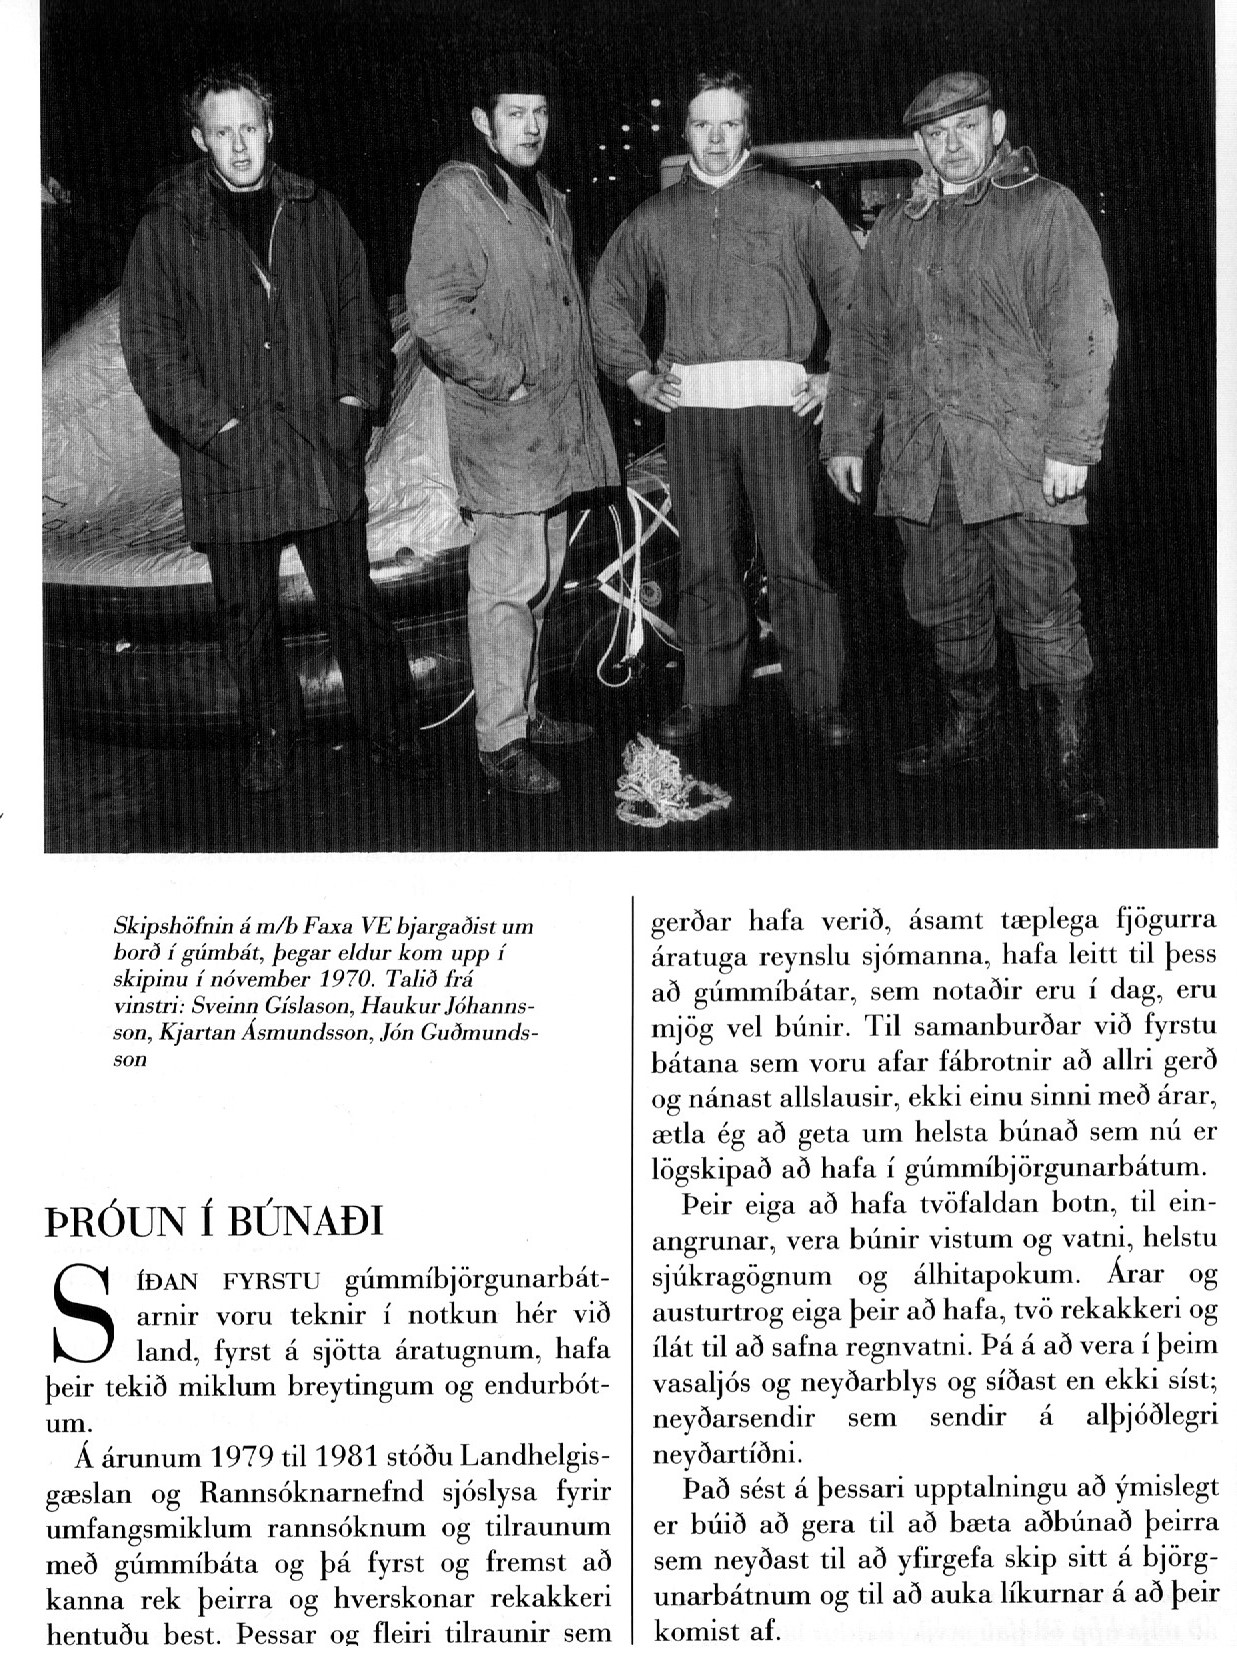 Skipshöfnin á m/b Faxa VE bjargaðist um
borð í gúmbát, þegar eldur kom upp í
skipinu í nóvember 1970. Talið frá
vinstri: Sveinn Gíslason, Haukur Jóhanns-
son, Kjartan Ásmundsson, Jón Guðmunds-
son
ÞRÓUN Í BÚNAÐI
SÍÐAN FYRSTU gúmmíbjörgunarbát-
arnir voru teknir í notkun hér við
land, fyrst á sjötta áratugnum, hafa
þeir tekið miklum breytingum og endurbót-
um.
Á árunum 1979 til 1981 stóðu Landhelgis-
gæslan og Rannsóknarnefnd sjóslysa fyrir
umfangsmiklum rannsóknum og tilraunum
með gúmmíbáta og þá fyrst og fremst að
kanna rek þeirra og hverskonar rekakkeri
hentuðu best. Þessar og fleiri tilraunir sem
gerðar hafa verið, ásamt tæplega fjögurra
áratuga reynslu sjómanna, hafa leitt til þess
að gúmmíbátar, sem notaðir eru í dag, eru
mjög vel búnir. Til samanburðar við fyrstu
bátana sem voru afar fábrotnir að allri gerð
og nánast allslausir, ekki einu sinni með árar,
ætla ég að geta um helsta búnað sem nú er
lögskipað að hafa í gúmmíbjörgunarbátum.
Þeir eiga að hafa tvöfaldan botn, til ein-
angrunar, vera búnir vistum og vatni, helstu
sjúkragögnum og álhitapokum. Árar og
austurtrog eiga þeir að hafa, tvö rekakkeri og
ílát til að safna regnvatni. Þá á að vera í þeim
vasaljós og neyðarblys og síðast en ekki síst;
neyðarsendir sem sendir á alþjóðlegri
neyðartíðni.
Það sést á þessari upptalningu að ýmislegt
er búið að gera til að bæta aðbúnað þeirra
sem neyðast til að yfirgefa skip sitt á björg-
unarbátnum og til að auka líkurnar á að þeir
komist af.